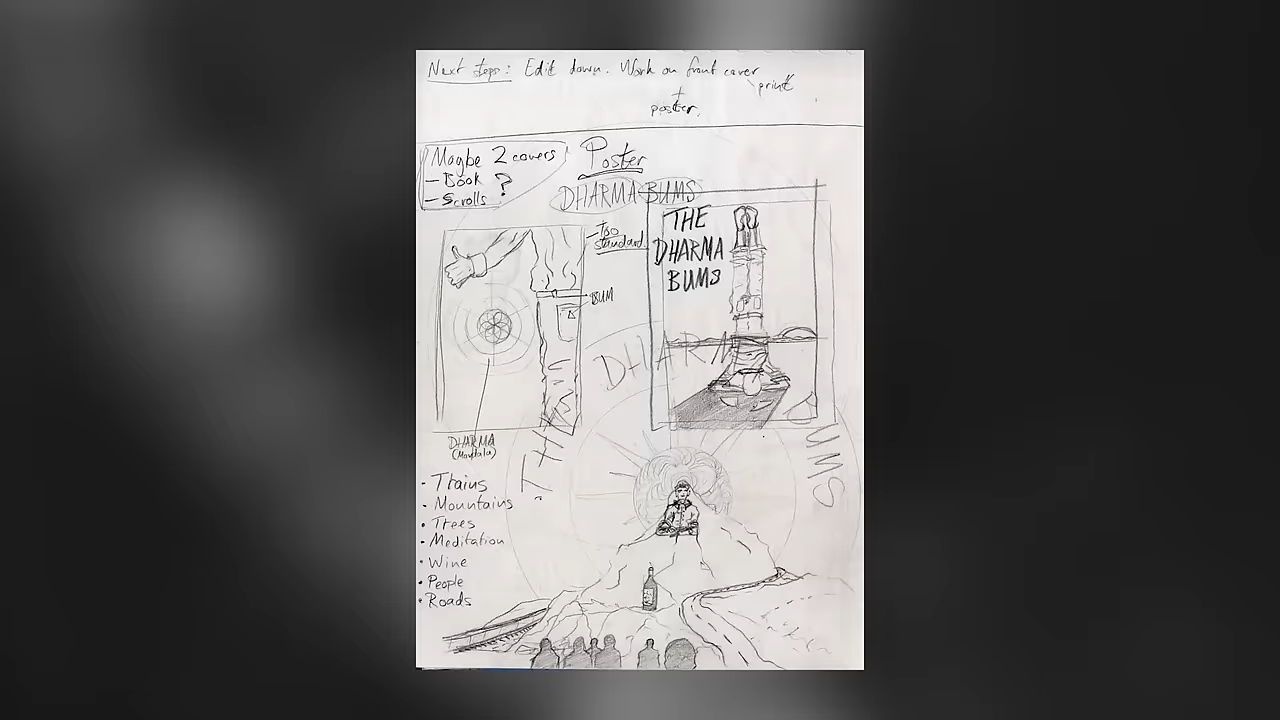 Next steps: Edit down. Work on front cover
print
+
poster.
Maybe 2 covers
- Book ?
- Scrolls
Poster
DHARMA BUMS
- Too
standard.
BUM
THE
DHARMA
BUMS
THE
DHARMA
BUMS
DHARMA
(Mandala)
• Trains
• Mountains
• Trees
• Meditation
• Wine
• People
• Roads